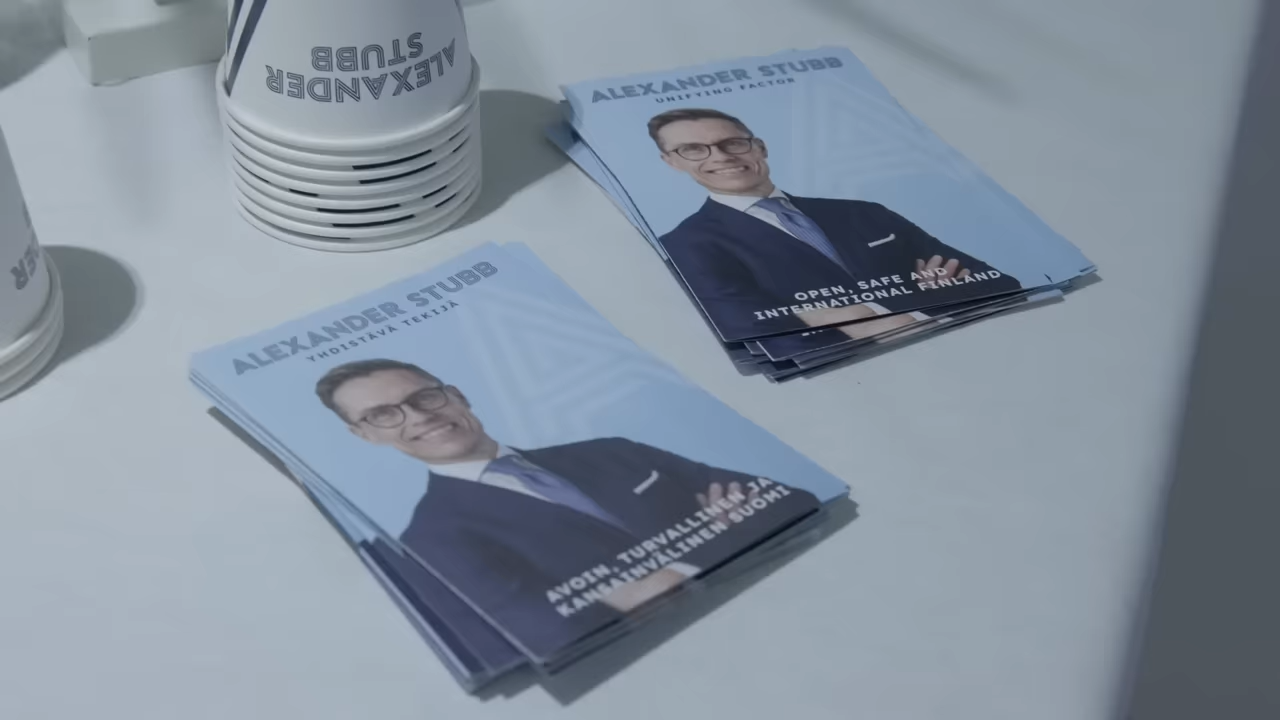 ALEXANDER
STUBB
ALEXANDER STUBB
UNIFYING FACTOR
OPEN, SAFE AND
INTERNATIONAL FINLAND
ALEXANDER STUBB
YHDISTÄVÄ TEKIJÄ
AVOIN, TURVALLINEN JA
KANSAINVÄLINEN SUOMI